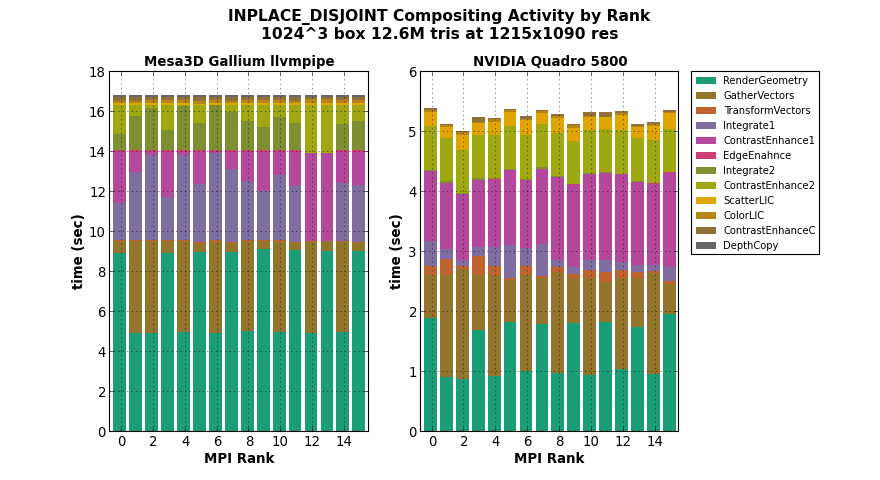 INPLACE_DISJOINT Compositing Activity by Rank
1024^3 box 12.6M tris at 1215x1090 res
Mesa3D Gallium llvmpipe
NVIDIA Quadro 5800
18
16
14
12
10
8
6
4
2
0
time (sec)
0 2 4 6 8 10 12 14
MPI Rank
6
5
4
3
2
1
0
time (sec)
0 2 4 6 8 10 12 14
MPI Rank
RenderGeometry
GatherVectors
TransformVectors
Integrate1
ContrastEnhance1
EdgeEnahnce
Integrate2
ContrastEnhance2
ScatterLIC
ColorLIC
ContrastEnhanceC
DepthCopy